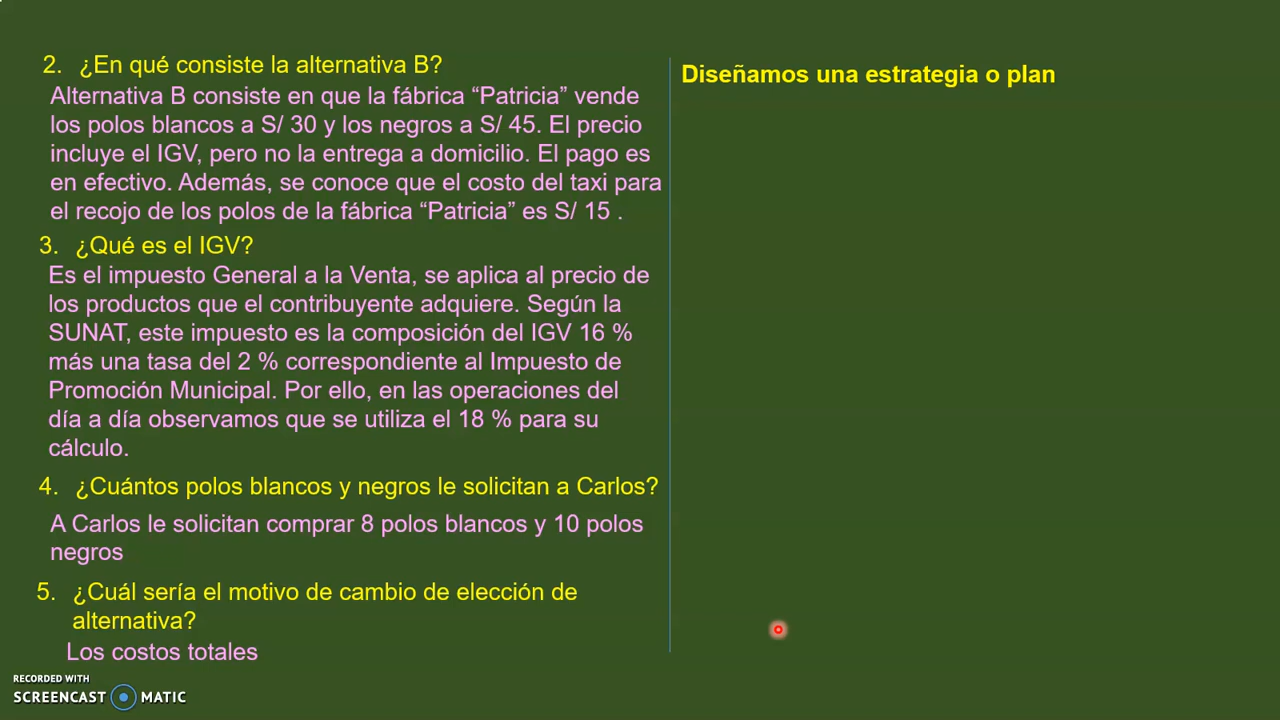 2. ¿En qué consiste la alternativa B?
Alternativa B consiste en que la fábrica “Patricia” vende
los polos blancos a S/ 30 y los negros a S/ 45. El precio
incluye el IGV, pero no la entrega a domicilio. El pago es
en efectivo. Además, se conoce que el costo del taxi para
el recojo de los polos de la fábrica “Patricia” es S/ 15 .
3. ¿Qué es el IGV?
Es el impuesto General a la Venta, se aplica al precio de
los productos que el contribuyente adquiere. Según la
SUNAT, este impuesto es la composición del IGV 16 %
más una tasa del 2 % correspondiente al Impuesto de
Promoción Municipal. Por ello, en las operaciones del
día a día observamos que se utiliza el 18 % para su
cálculo.
4. ¿Cuántos polos blancos y negros le solicitan a Carlos?
A Carlos le solicitan comprar 8 polos blancos y 10 polos
negros
5. ¿Cuál sería el motivo de cambio de elección de
alternativa?
Los costos totales
Diseñamos una estrategia o plan
RECORDED WITH
SCREENCAST MATIC